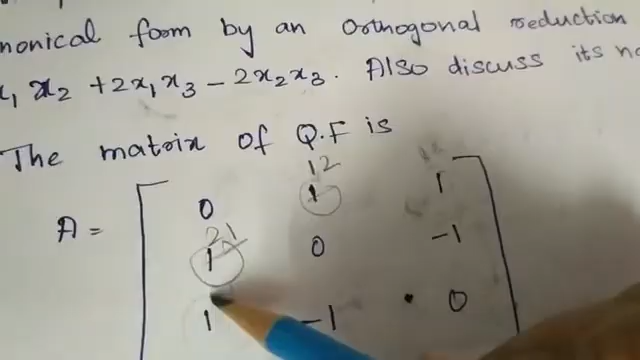 nonical form by an Orthogonal reduction
x₁ x₂ + 2x₁x₃ - 2x₂x₃. Also discuss its na
The matrix of Q.F is
12
A = 0 1 1
21
1 0 -1
1 -1 0